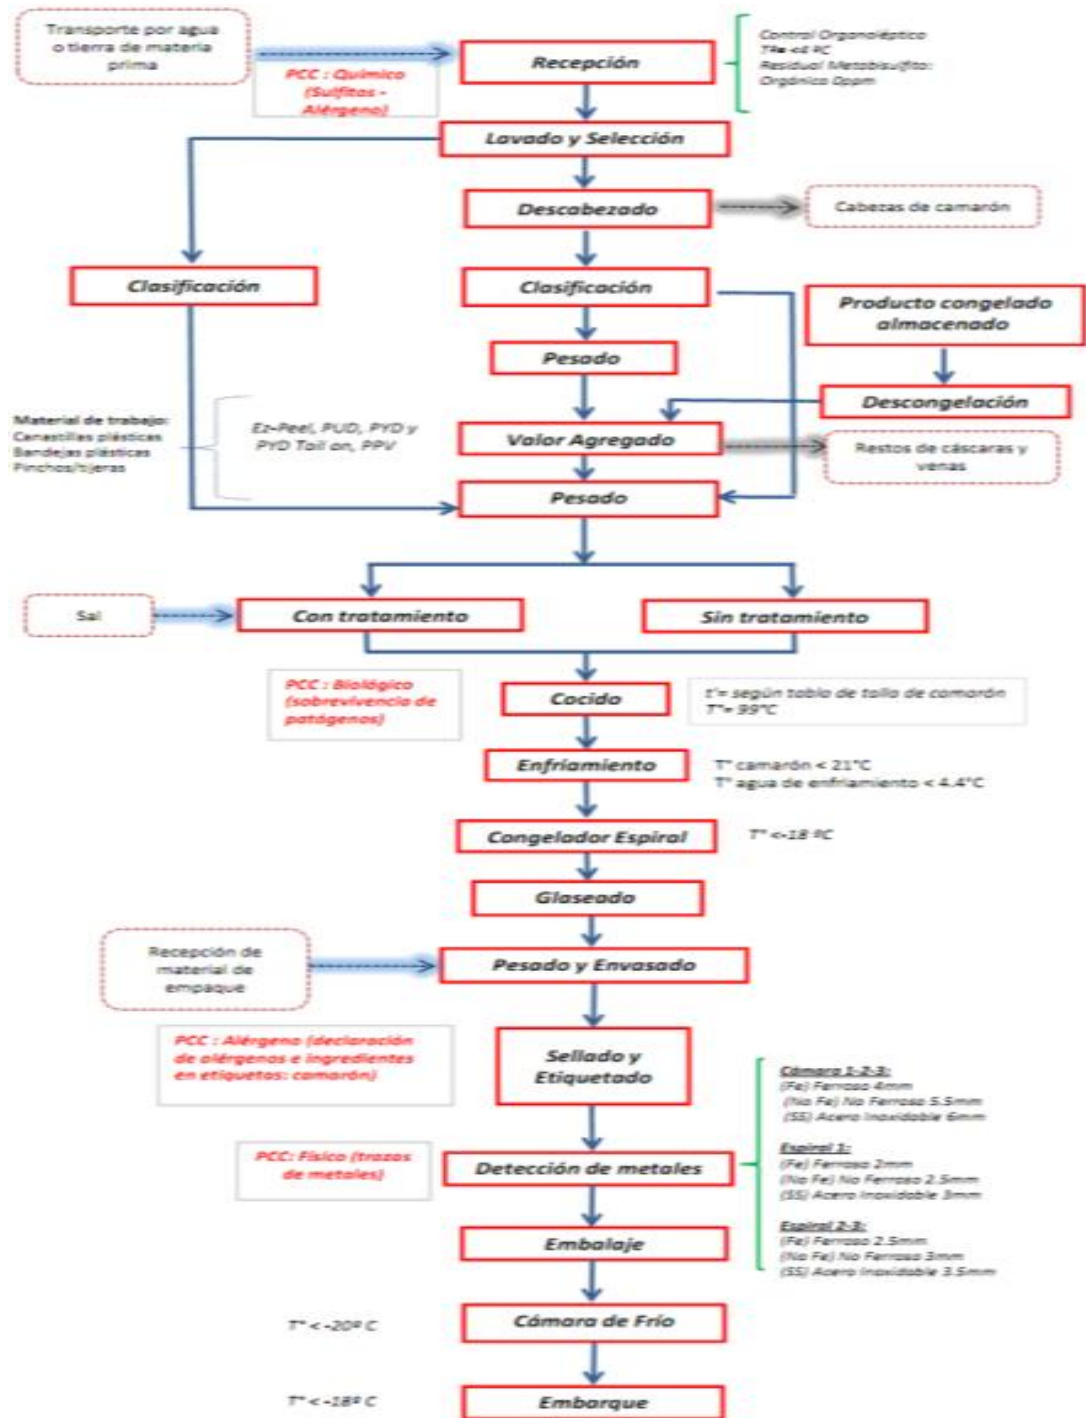 Transporte por agua
o tierra de materia
prima
PCC : Químico
(Sulfitos -
Alérgeno)
Recepción
Control Organoléptico
<4 ºC
Residual Metabisulfito:
Orgánico 0ppm
Lavado y Selección
Descabezado
Cabezas de camarón
Clasificación
Clasificación
Producto congelado
almacenado
Pesado
Descongelación
Material de trabajo:
Canastillas plásticas
Bandejas plásticas
Pinchos/tijeras
Ez-Peel, PUD, PYD y
PYD Tail on, PPV
Valor Agregado
Restos de cáscaras y
venas
Pesado
Sal
Con tratamiento
Sin tratamiento
PCC : Biológico
(sobrevivencia de
patógenos)
Cocido
t'= según tabla de talla de camarón
T°= 99°C
Enfriamiento
T° camarón < 21°C
T° agua de enfriamiento < 4.4°C
Congelador Espiral
T° <-18 ºC
Glaseado
Recepción de
material de
empaque
Pesado y Envasado
PCC : Alérgeno (declaración
de alérgenos e ingredientes
en etiquetas: camarón)
Sellado y
Etiquetado
Cámara 1-2-3:
(Fe) Ferroso 4mm
(No Fe) No Ferroso 5.5mm
(SS) Acero Inoxidable 6mm
PCC: Físico (trazas
de metales)
Detección de metales
Espiral 1:
(Fe) Ferroso 2mm
(No Fe) No Ferroso 2.5mm
(SS) Acero Inoxidable 3mm
Embalaje
Espiral 2-3:
(Fe) Ferroso 2.5mm
(No Fe) No Ferroso 3mm
(SS) Acero Inoxidable 3.5mm
T° < -20º C
Cámara de Frío
T° < -18º C
Embarque